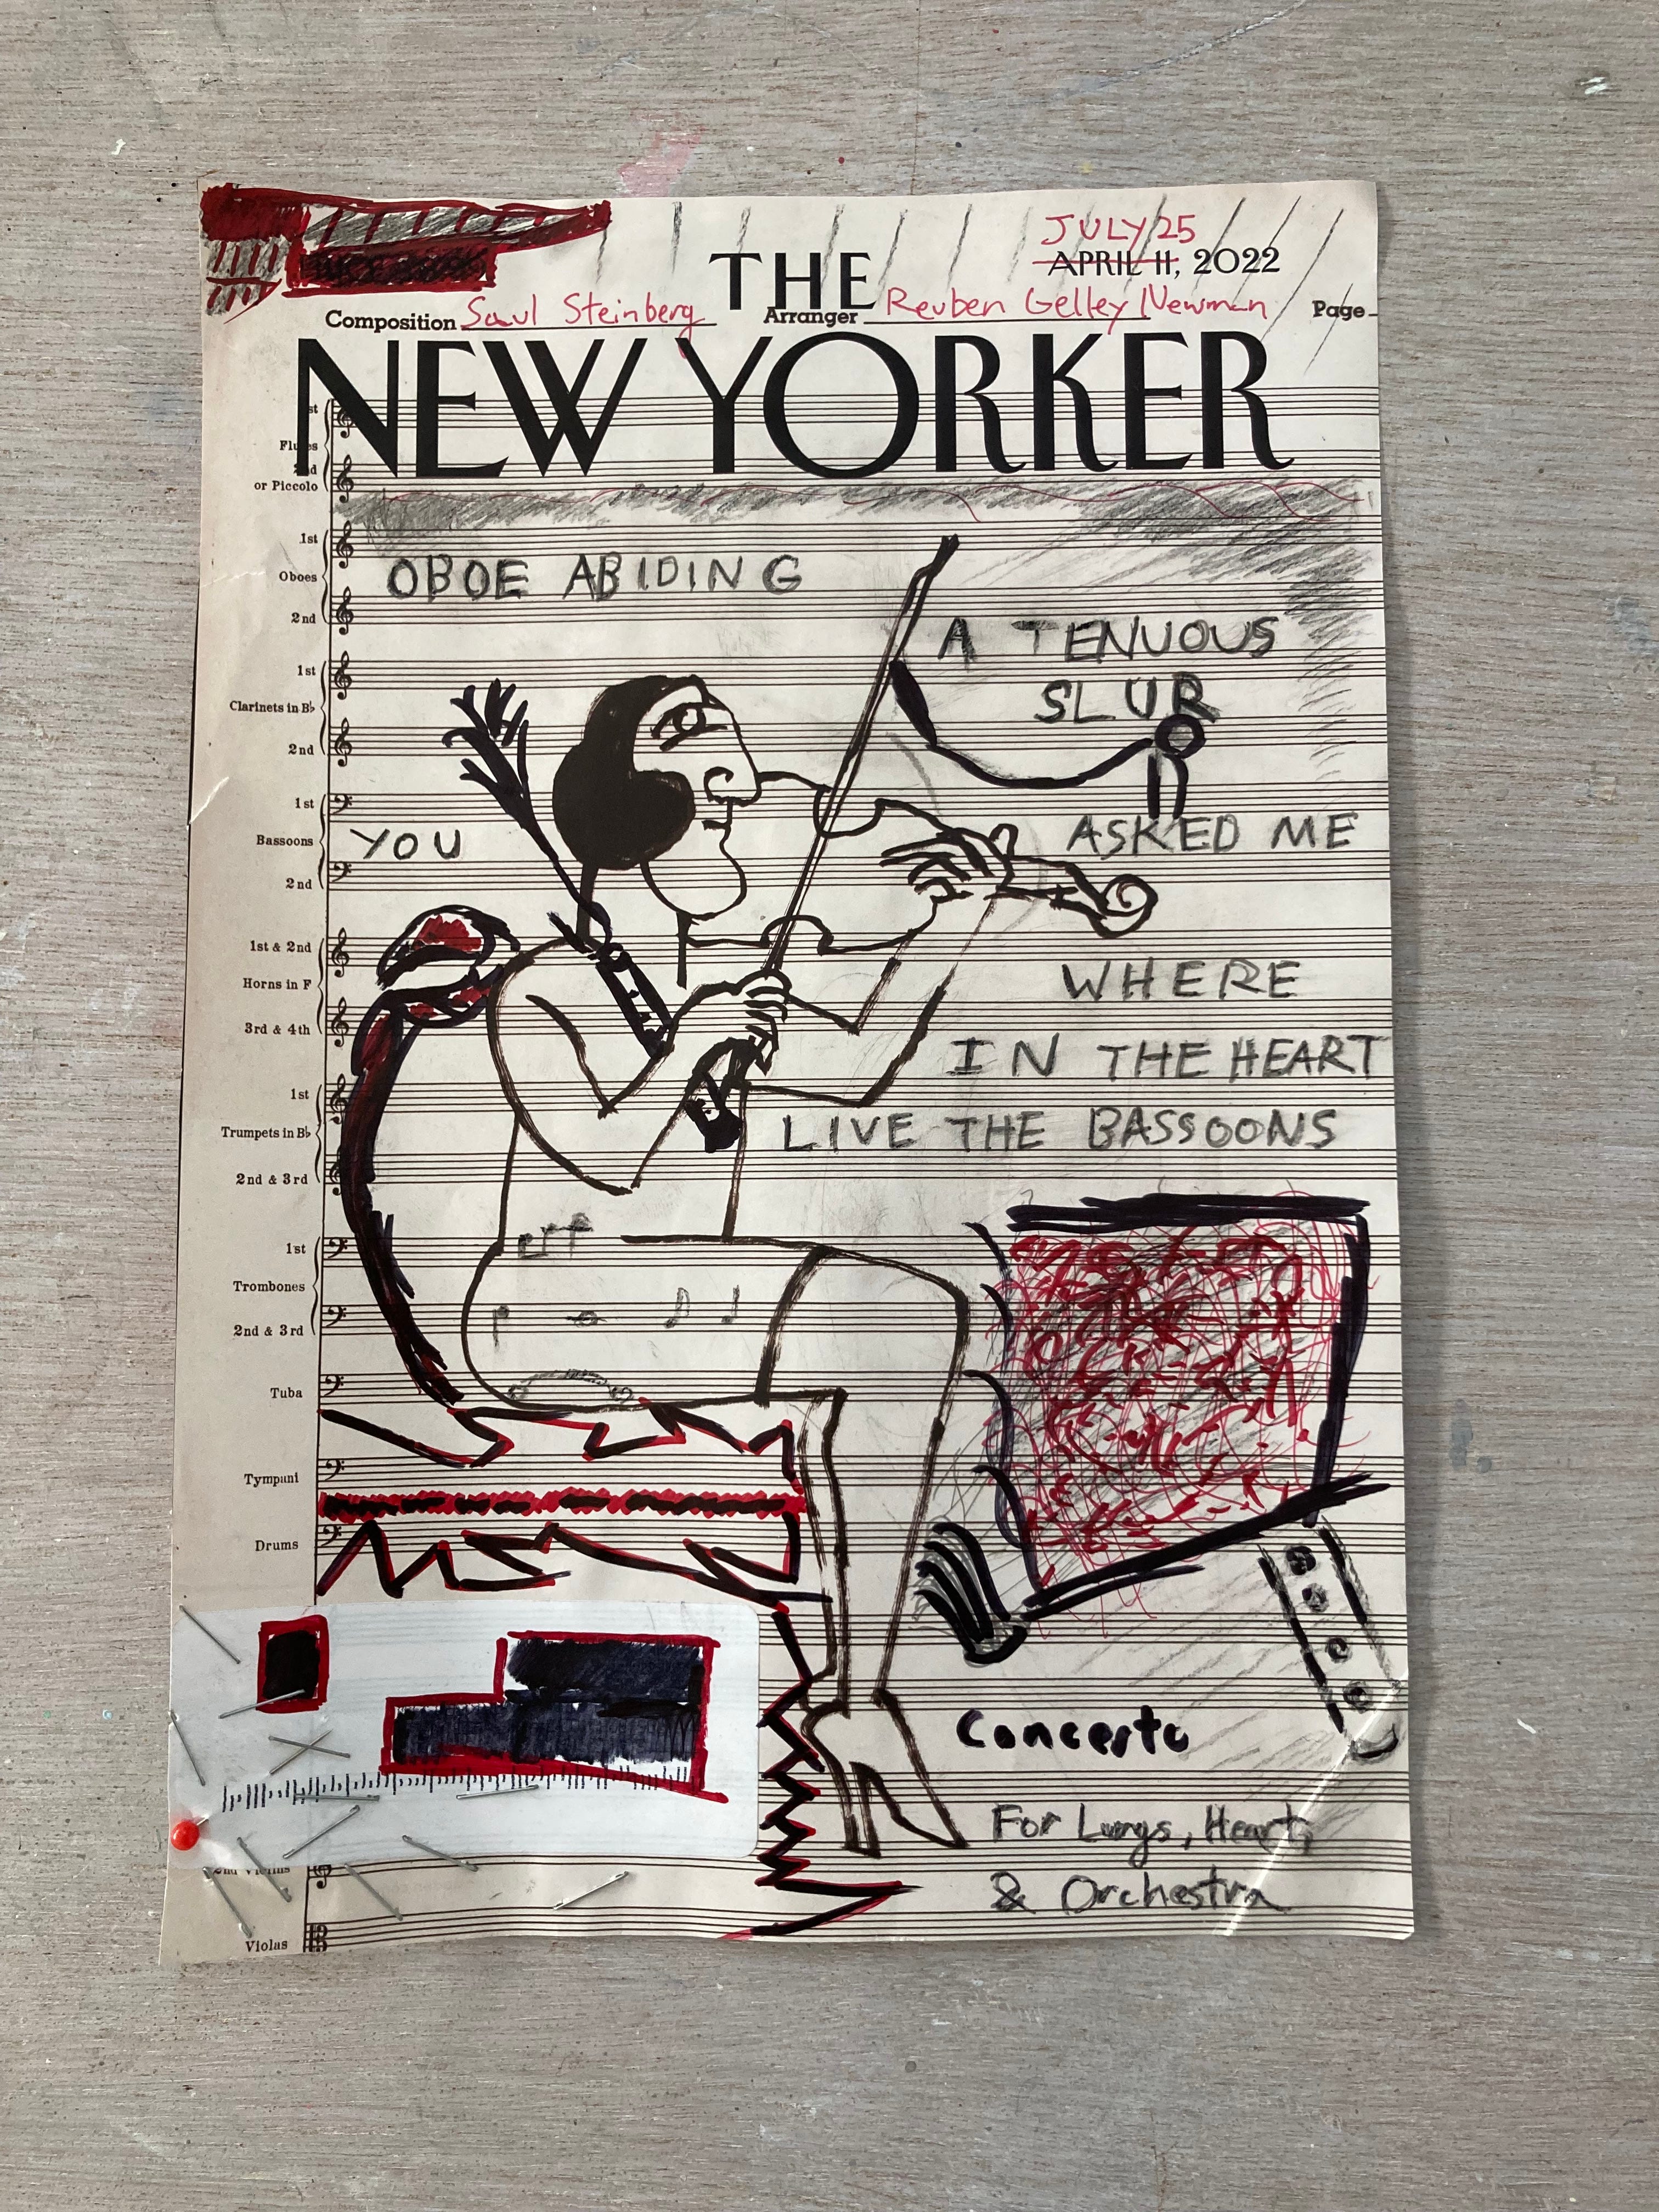 JULY 25
THE
APRIL 11, 2022
Composition Saul Steinberg Arranger Reuben Gelley Newman Page
NEW YORKER
1st
Flutes
2nd
or Piccolo
1st
Oboes
2nd
OBOE ABIDING
A TENUOUS
SLUR
1st
Clarinets in B♭
2nd
1st
Bassoons
2nd
YOU
ASKED ME
1st & 2nd
Horns in F
3rd & 4th
WHERE
IN THE HEART
1st
Trumpets in B♭
2nd & 3rd
LIVE THE BASSOONS
1st
Trombones
2nd & 3rd
Tuba
Tympani
Drums
Concerto
For Lungs, Heart,
& Orchestra
2nd Violins
Violas